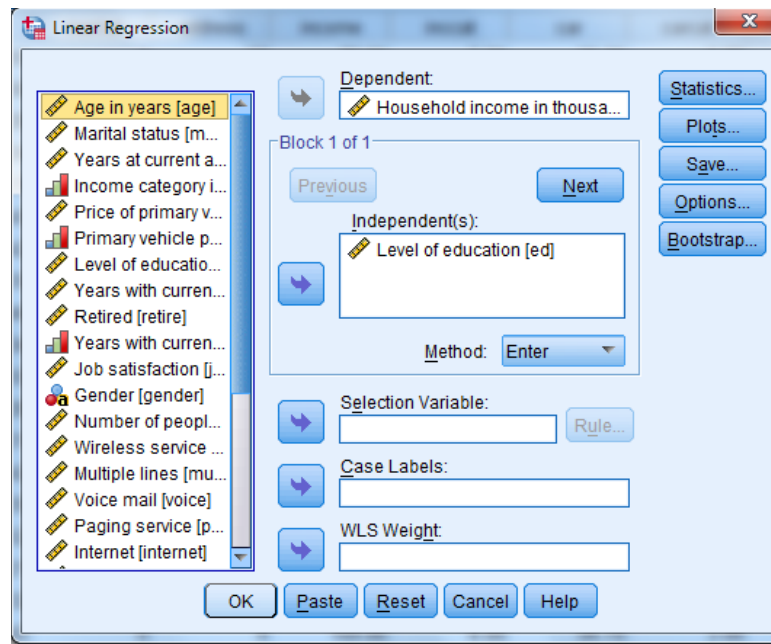 Linear Regression
Age in years [age]
Marital status [m...
Years at current a...
Income category i...
Price of primary v...
Primary vehicle p...
Level of educatio...
Years with curren...
Retired [retire]
Years with curren...
Job satisfaction [j...
Gender [gender]
Number of peopl...
Wireless service ...
Multiple lines [mu...
Voice mail [voice]
Paging service [p...
Internet [internet]
Dependent:
Household income in thousa...
Block 1 of 1
Previous
Next
Independent(s):
Level of education [ed]
Method: Enter
Selection Variable:
Rule...
Case Labels:
WLS Weight:
Statistics...
Plots...
Save...
Options...
Bootstrap...
OK Paste Reset Cancel Help